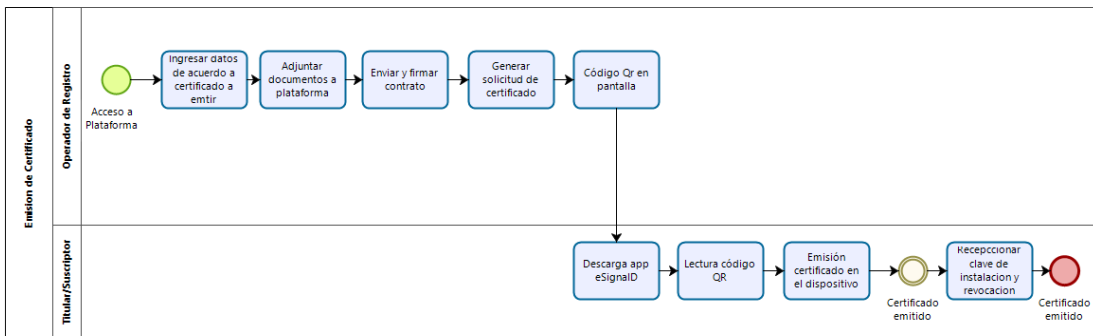 Emision de Certificado
Operador de Registro
Acceso a
Plataforma
Ingresar datos
de acuerdo a
certificado a
emtir
Adjuntar
documentos a
plataforma
Enviar y firmar
contrato
Generar
solicitud de
certificado
Código Qr en
pantalla
Titular/Suscriptor
Descarga app
eSignaID
Lectura código
QR
Emisión
certificado en
el dispositivo
Certificado
emitido
Recepccionar
clave de
instalacion y
revocacion
Certificado
emitido